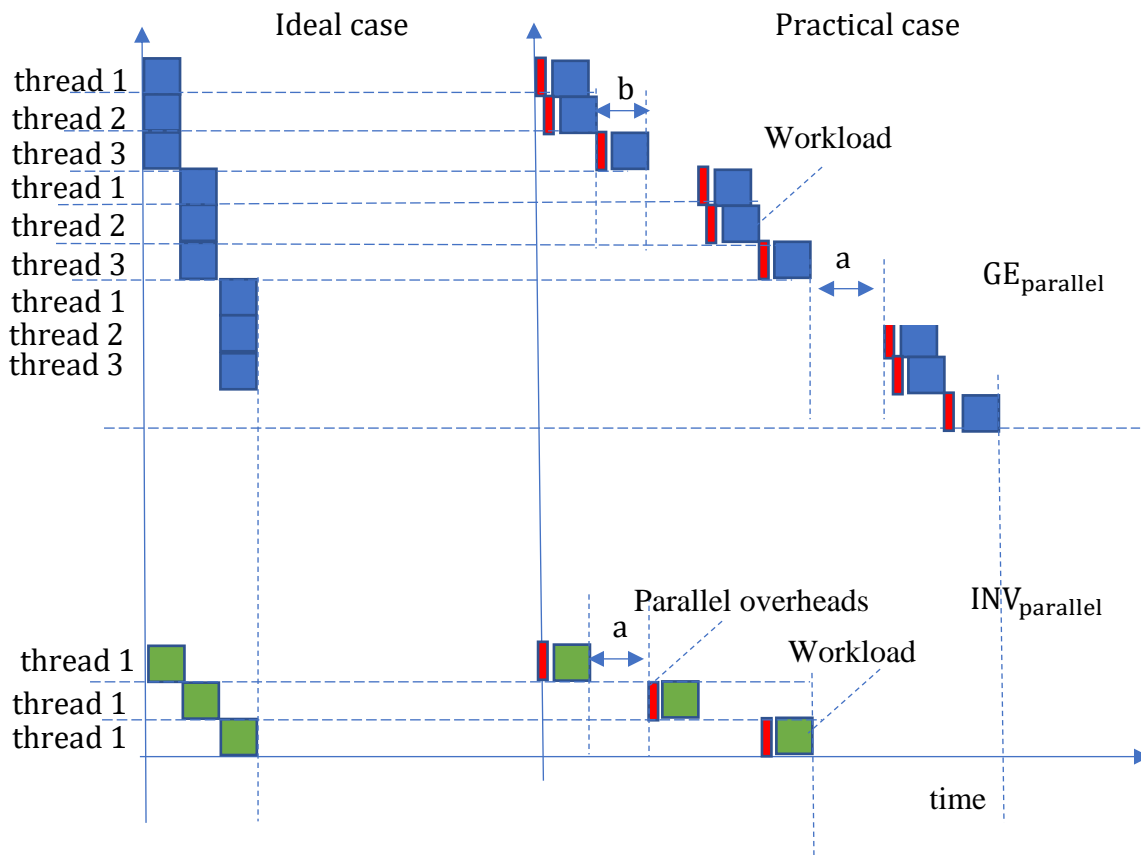 Ideal case
Practical case
thread 1
thread 2
thread 3
thread 1
thread 2
thread 3
thread 1
thread 2
thread 3
b
Workload
a
GEparallel
INVparallel
Parallel overheads
a
Workload
thread 1
thread 1
thread 1
time